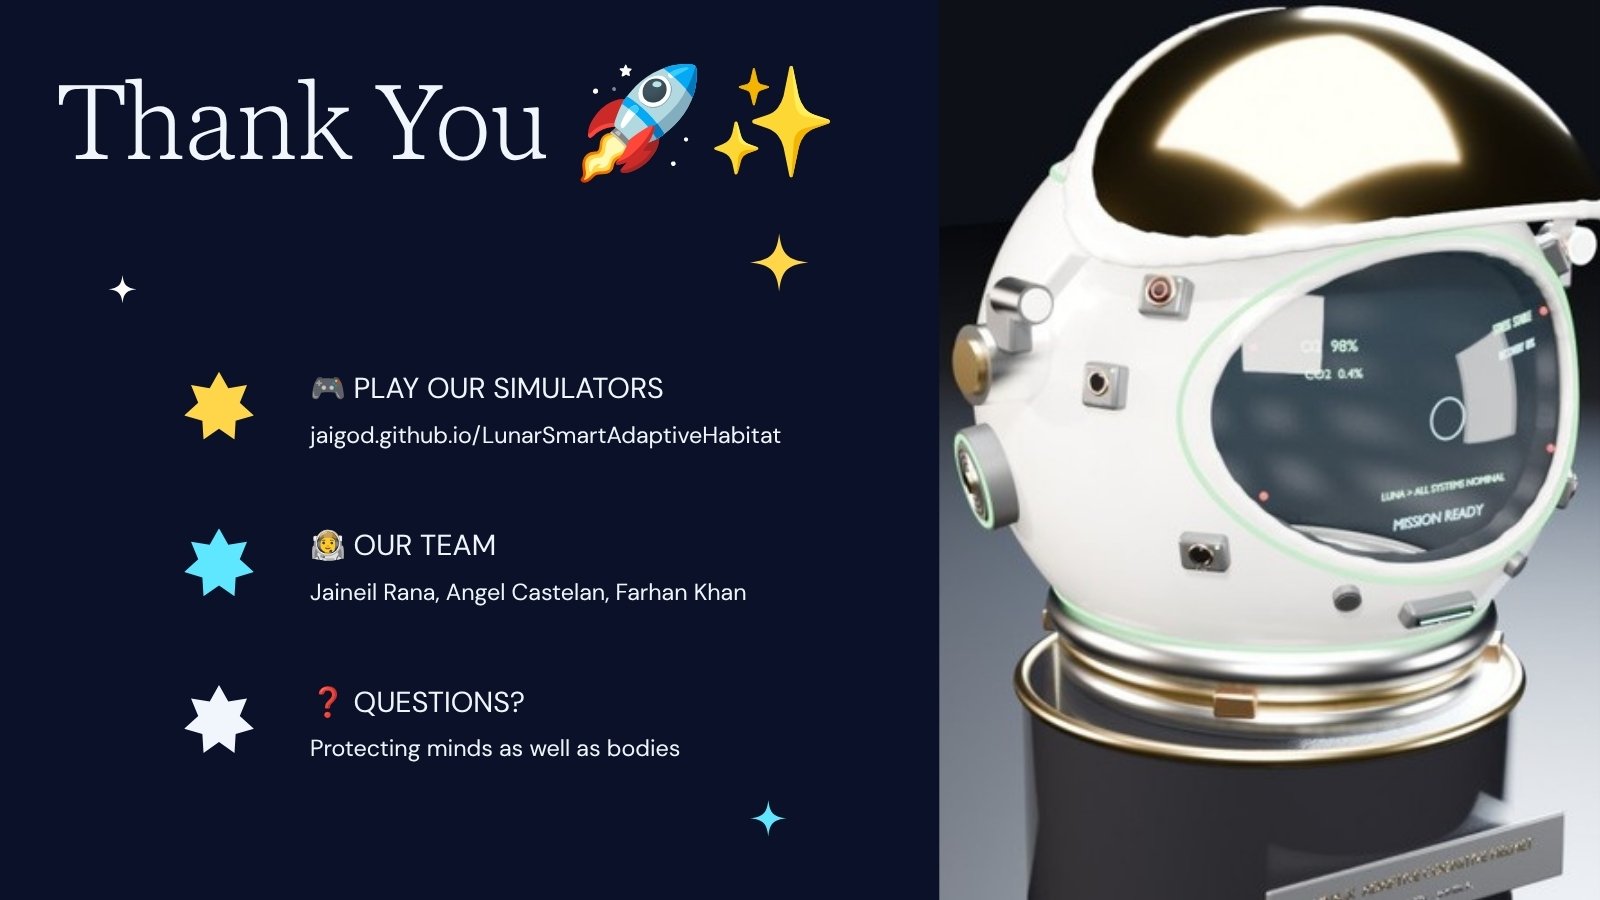 Thank You 🚀✨
🎮 PLAY OUR SIMULATORS
jaigod.github.io/LunarSmartAdaptiveHabitat
👩‍🚀 OUR TEAM
Jaineil Rana, Angel Castelan, Farhan Khan
❓ QUESTIONS?
Protecting minds as well as bodies
98%
CO2 0.4%
LUNA > ALL SYSTEMS NOMINAL
MISSION READY